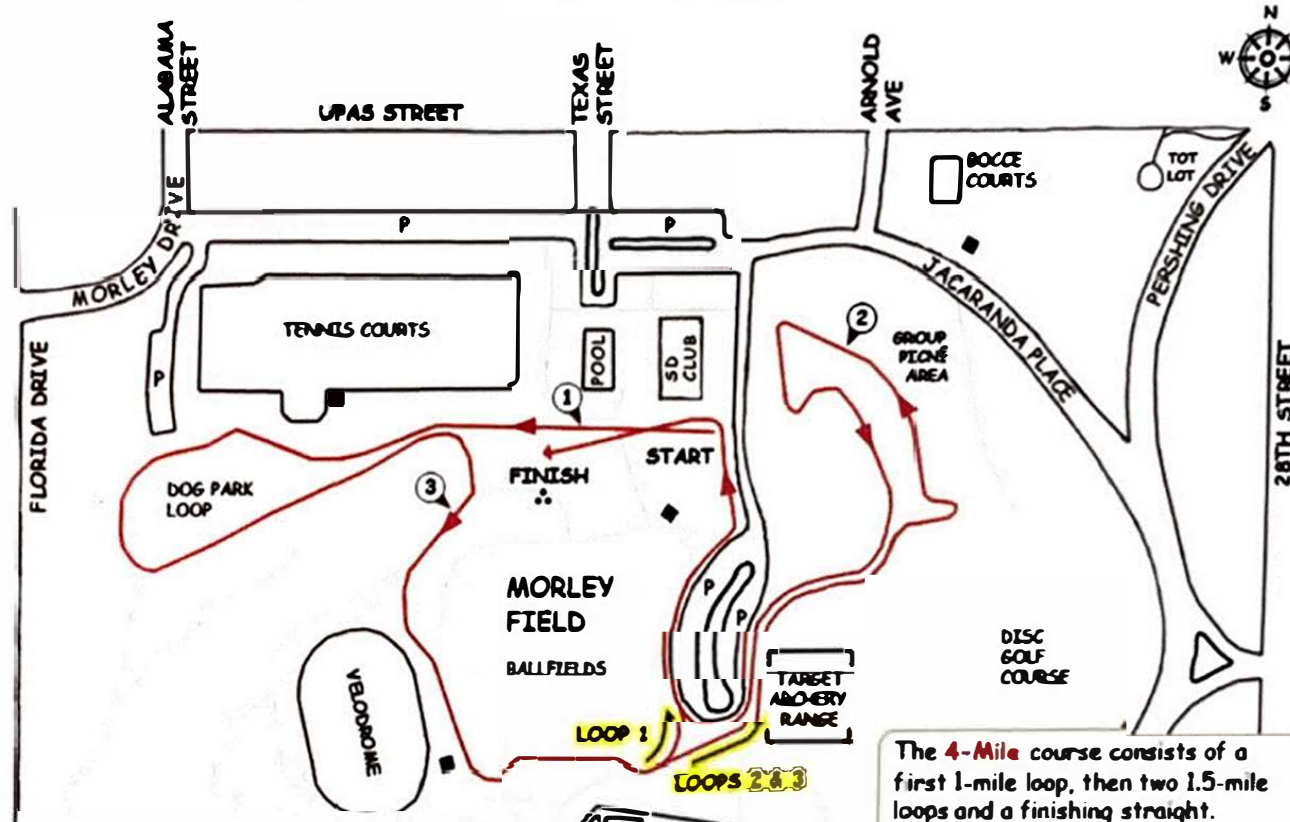 ALABAMA
STREET
UPAS STREET
TEXAS
STREET
ARNOLD
AVE
N
W
S
BOCCE
COURTS
TOT
LOT
PERSHING DRIVE
MORLEY DRIVE
P
P
JACARANDA PLACE
TENNIS COURTS
POOL
SD
CLUB
2
GROUP
AREA
28TH STREET
FLORIDA DRIVE
P
1
START
FINISH
3
DOG PARK
LOOP
MORLEY
FIELD
BALLFIELDS
P
P
VELODROME
TARGET
ARCHERY
RANGE
DISC
GOLF
COURSE
LOOP 1
LOOPS 2 & 3
The 4-Mile course consists of a
first 1-mile loop, then two 1.5-mile
loops and a finishing straight.